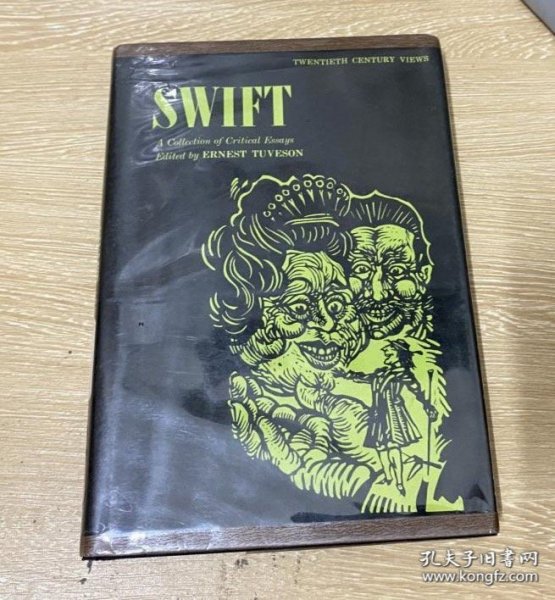 TWENTIETH CENTURY VIEWS
SWIFT
A Collection of Critical Essays
Edited by ERNEST TUVESON
孔夫子旧书网
www.kongfz.com